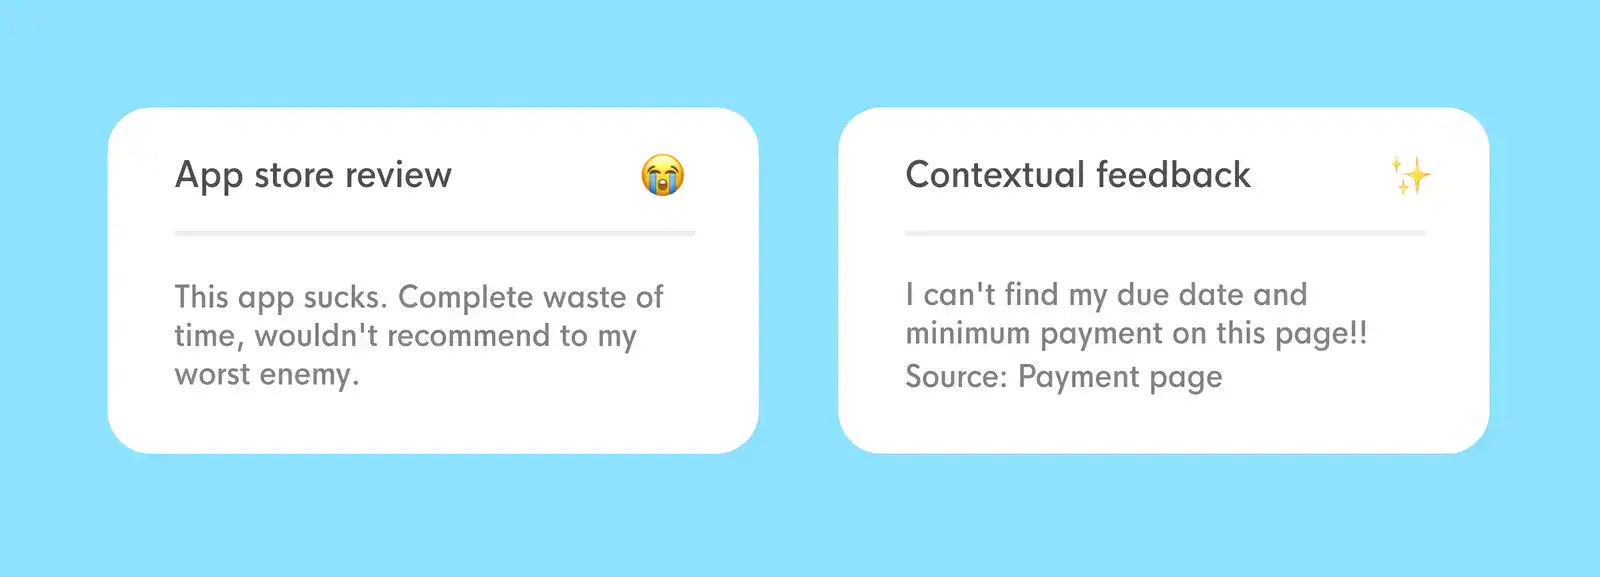 App store review 😭
This app sucks. Complete waste of
time, wouldn't recommend to my
worst enemy.
Contextual feedback ✨
I can't find my due date and
minimum payment on this page!!
Source: Payment page